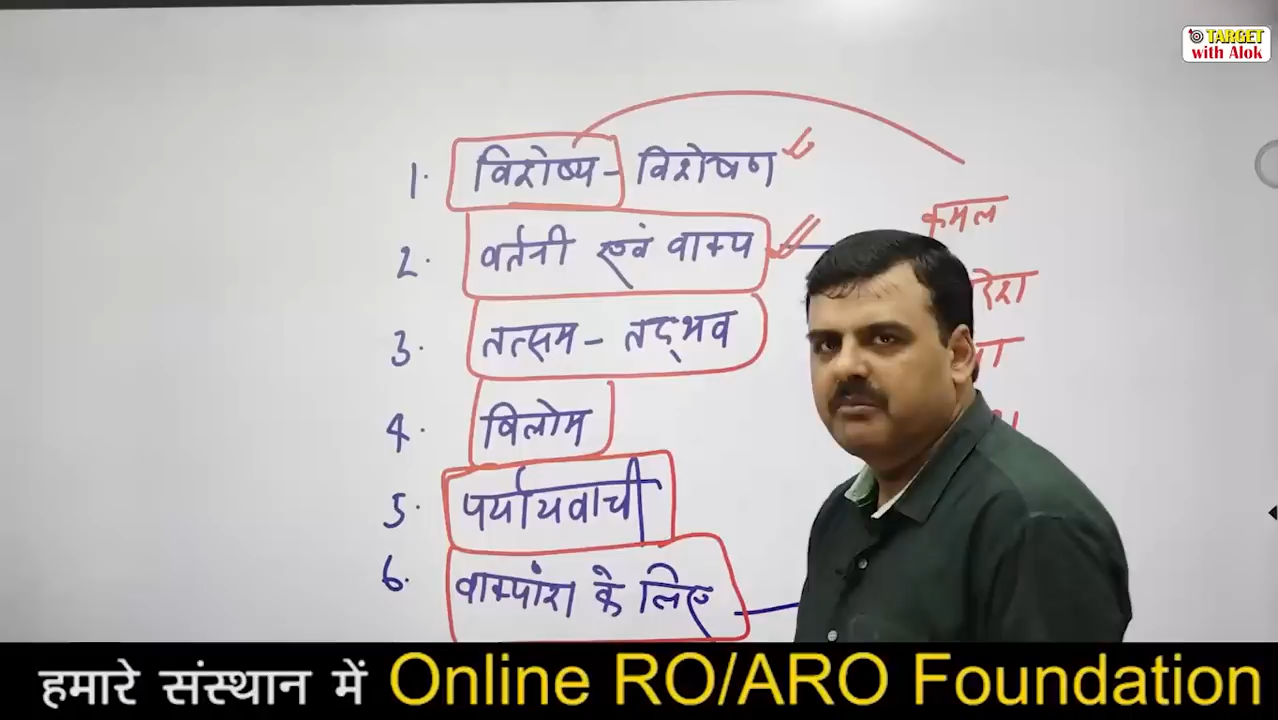 TARGET
with Alok
1. विशेष्य - विशेषण
कमल
2. वर्तनी एवं वाक्य
3. तत्सम - तद्भव
4. विलोम
5. पर्यायवाची
6. वाक्यांश के लिए
हमारे संस्थान में Online RO/ARO Foundation